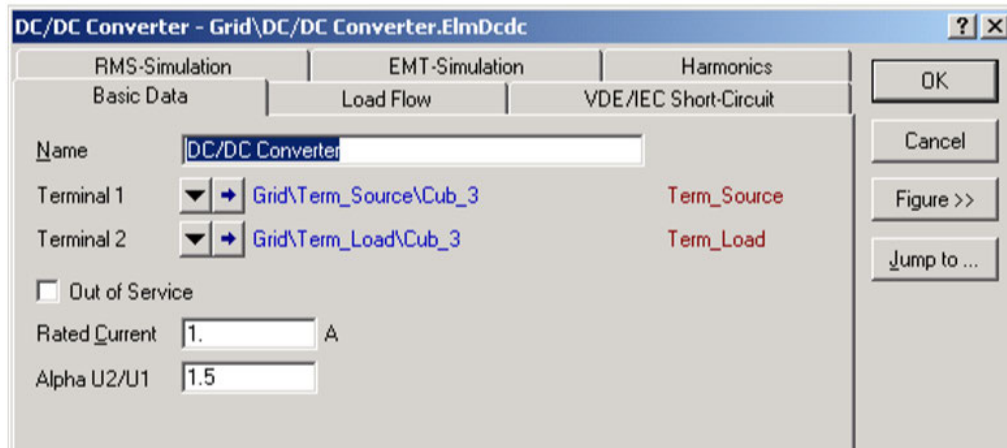 DC/DC Converter - Grid\DC/DC Converter.ElmDcdc
RMS-Simulation EMT-Simulation Harmonics
Basic Data Load Flow VDE/IEC Short-Circuit
OK
Cancel
Figure >>
Jump to ...
Name DC/DC Converter
Terminal 1 Grid\Term_Source\Cub_3 Term_Source
Terminal 2 Grid\Term_Load\Cub_3 Term_Load
Out of Service
Rated Current 1. A
Alpha U2/U1 1.5